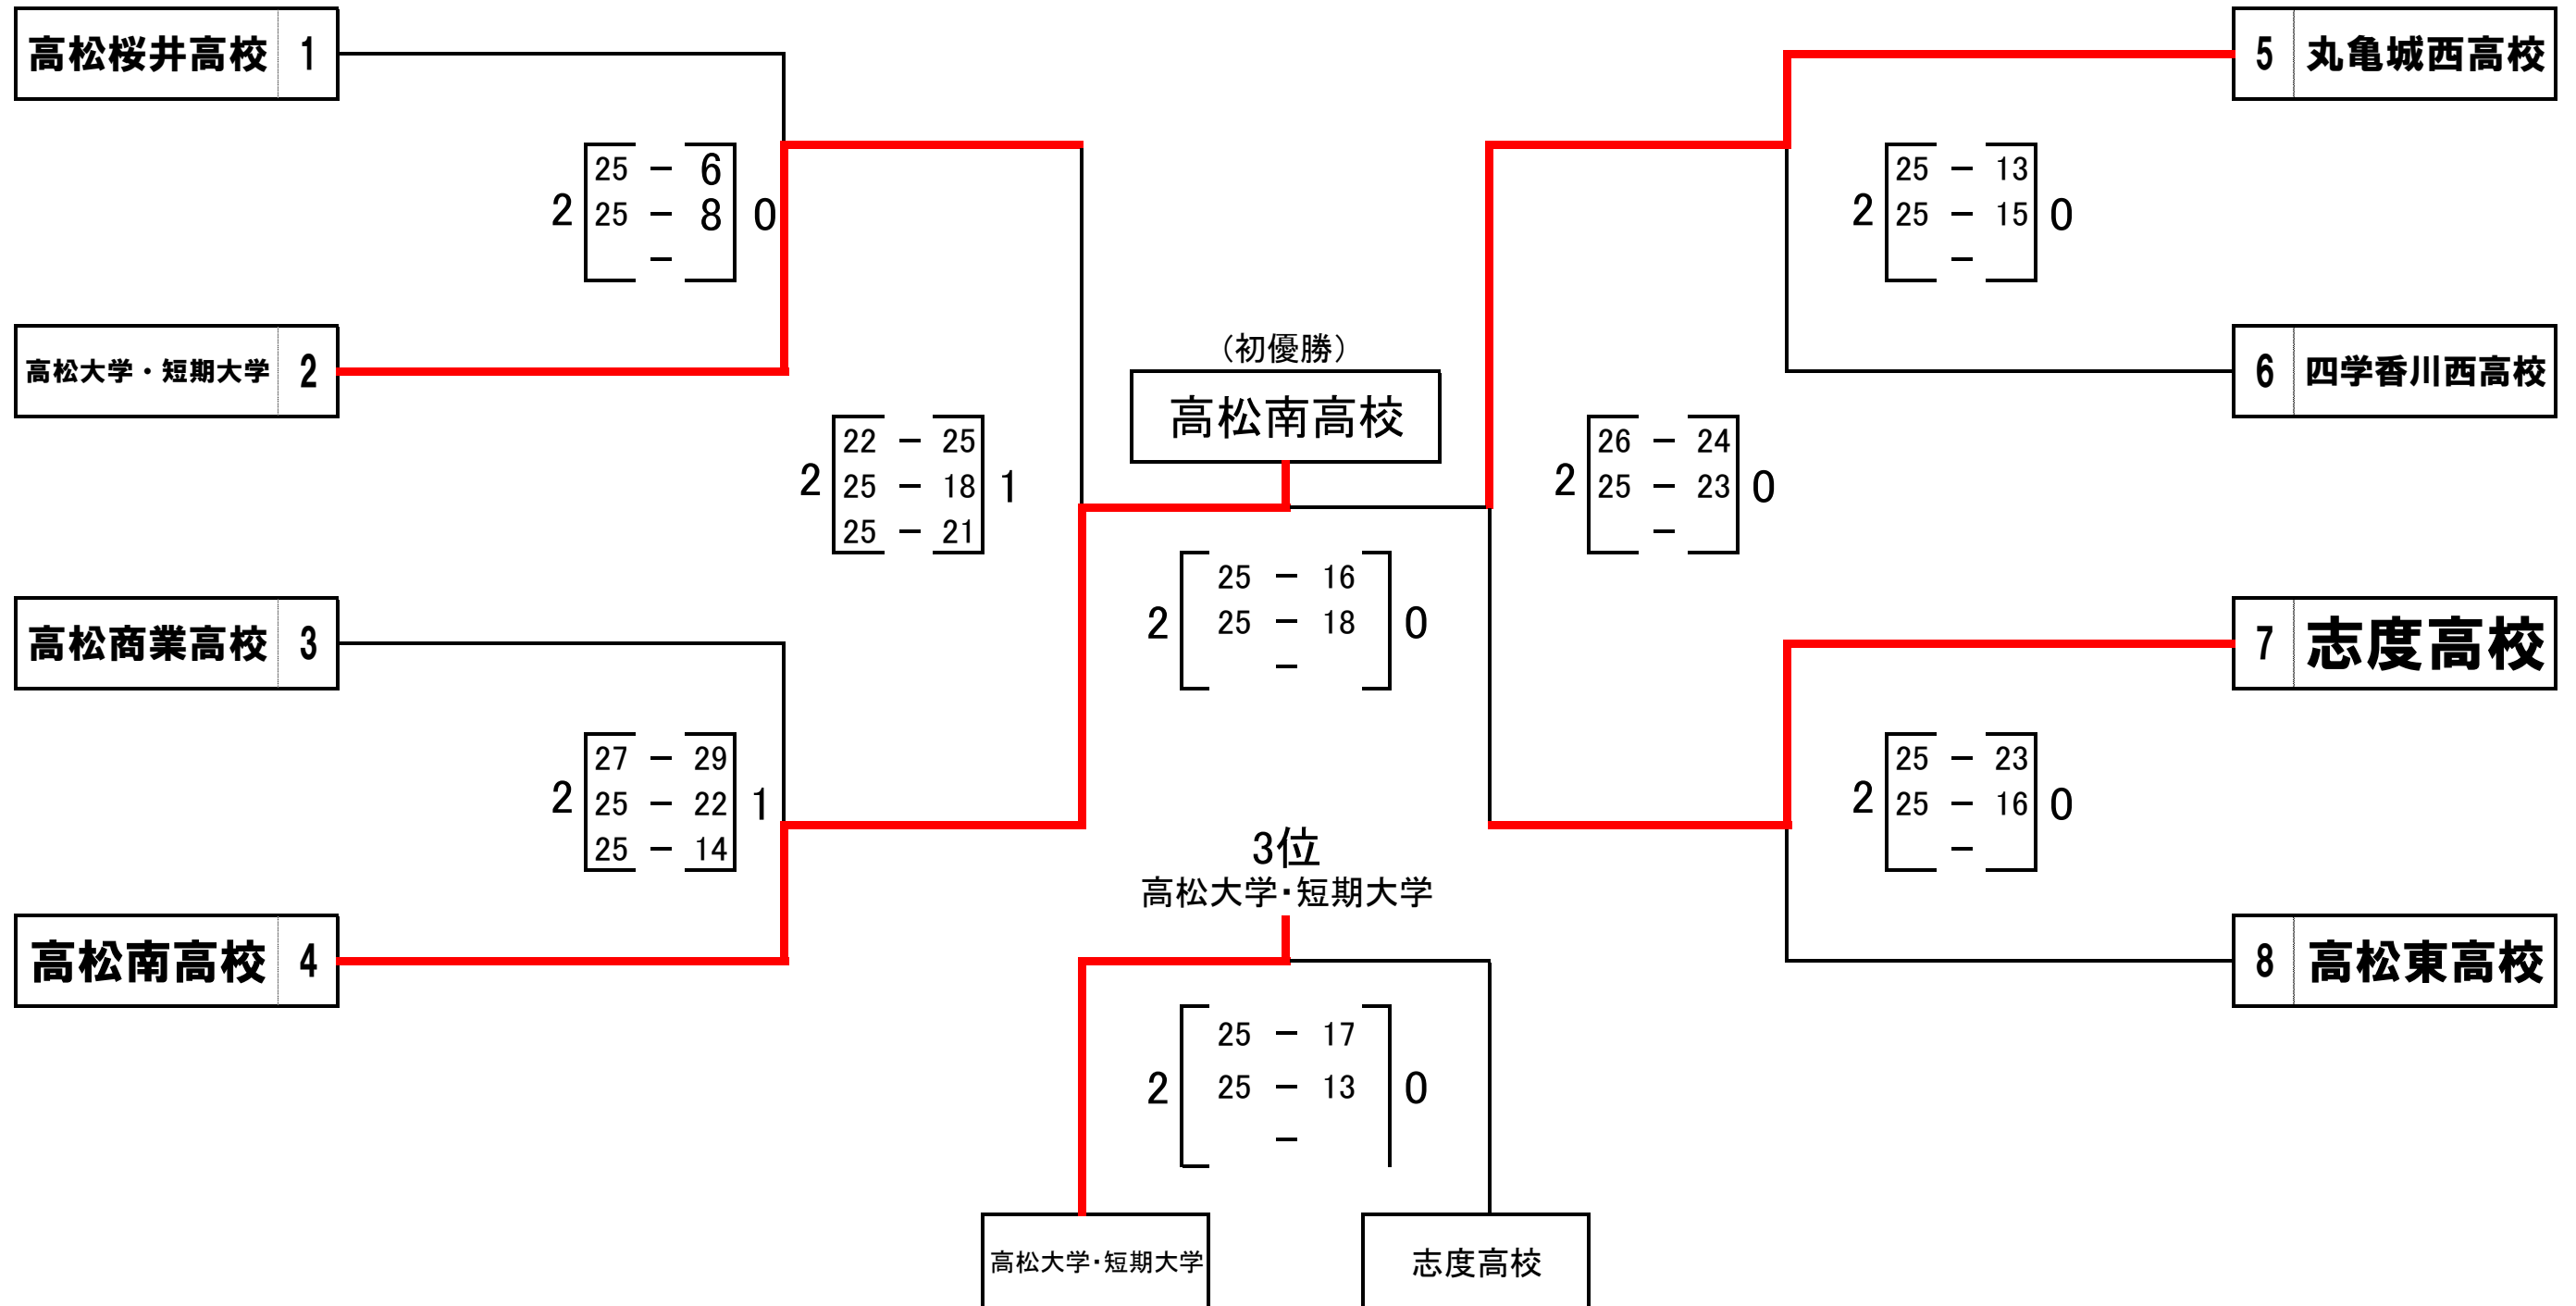 高松桜井高校 1
5 丸亀城西高校
2 25 － 6 0
25 － 8
－
2 25 － 13 0
25 － 15
－
高松大学・短期大学 2
6 四学香川西高校
（初優勝）
高松南高校
2 22 － 25 1
25 － 18
25 － 21
2 26 － 24 0
25 － 23
－
2 25 － 16 0
25 － 18
－
高松商業高校 3
7 志度高校
2 27 － 29 1
25 － 22
25 － 14
2 25 － 23 0
25 － 16
－
高松南高校 4
8 高松東高校
3位
高松大学・短期大学
2 25 － 17 0
25 － 13
－
高松大学・短期大学
志度高校